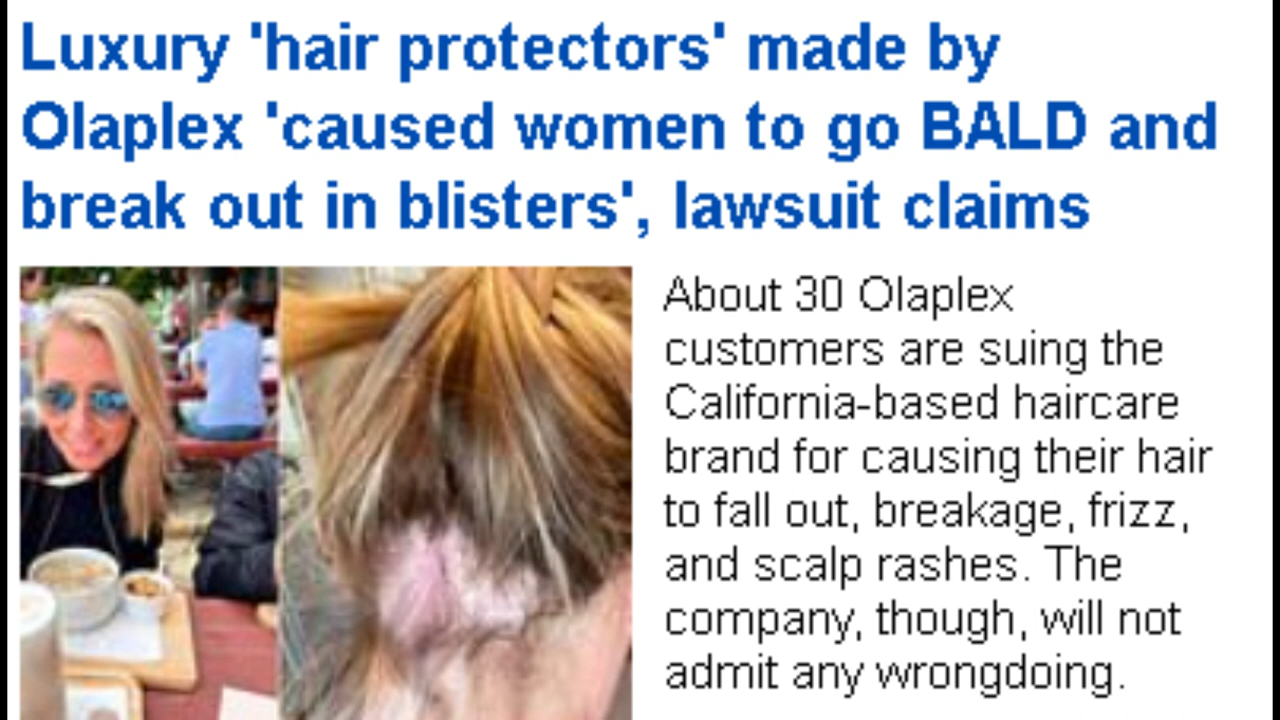 Luxury 'hair protectors' made by
Olaplex 'caused women to go BALD and
break out in blisters', lawsuit claims
About 30 Olaplex
customers are suing the
California-based haircare
brand for causing their hair
to fall out, breakage, frizz,
and scalp rashes. The
company, though, will not
admit any wrongdoing.